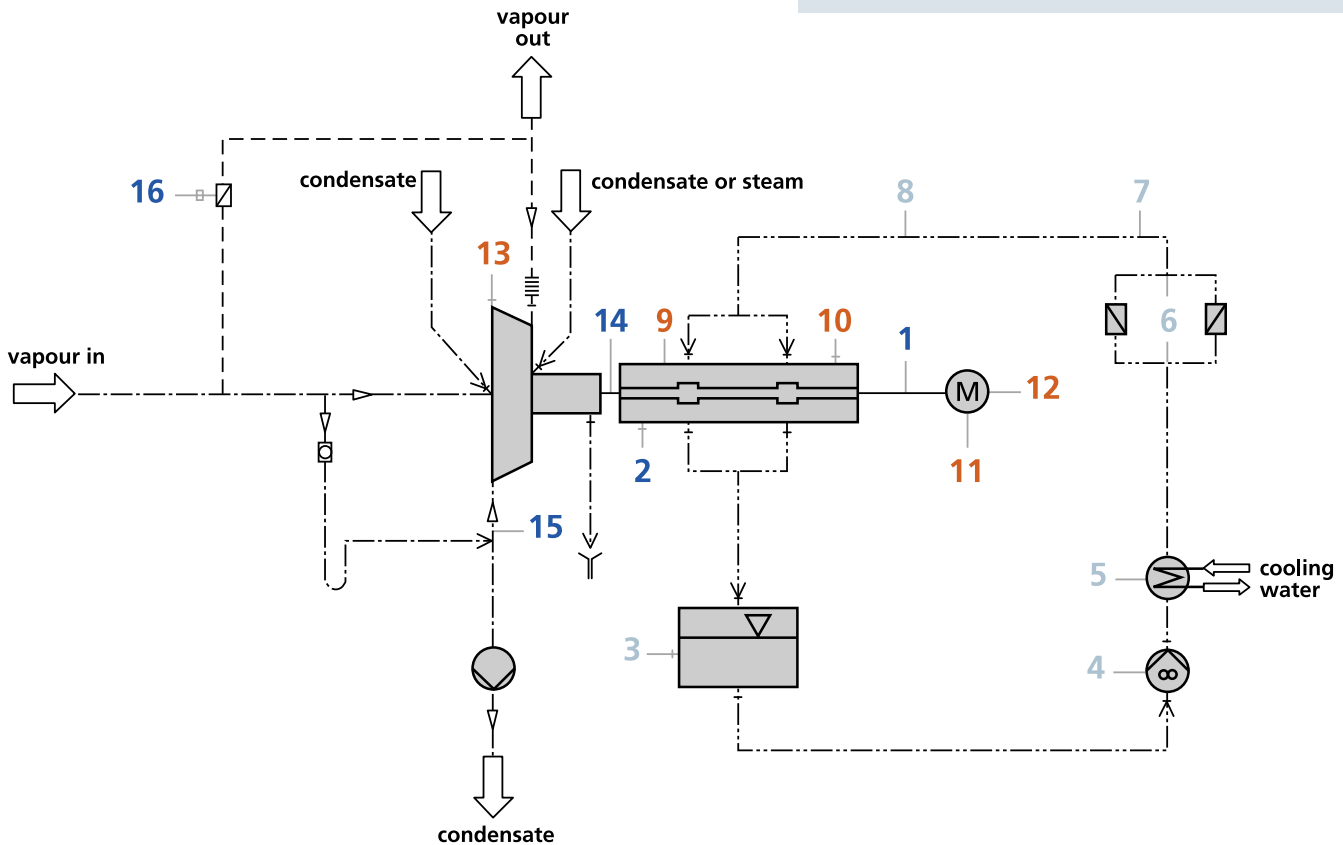 vapour
out
16
condensate
condensate or steam
8
7
13
14
9
10
1
6
vapour in
M
12
2
11
15
5
cooling
water
3
4
condensate